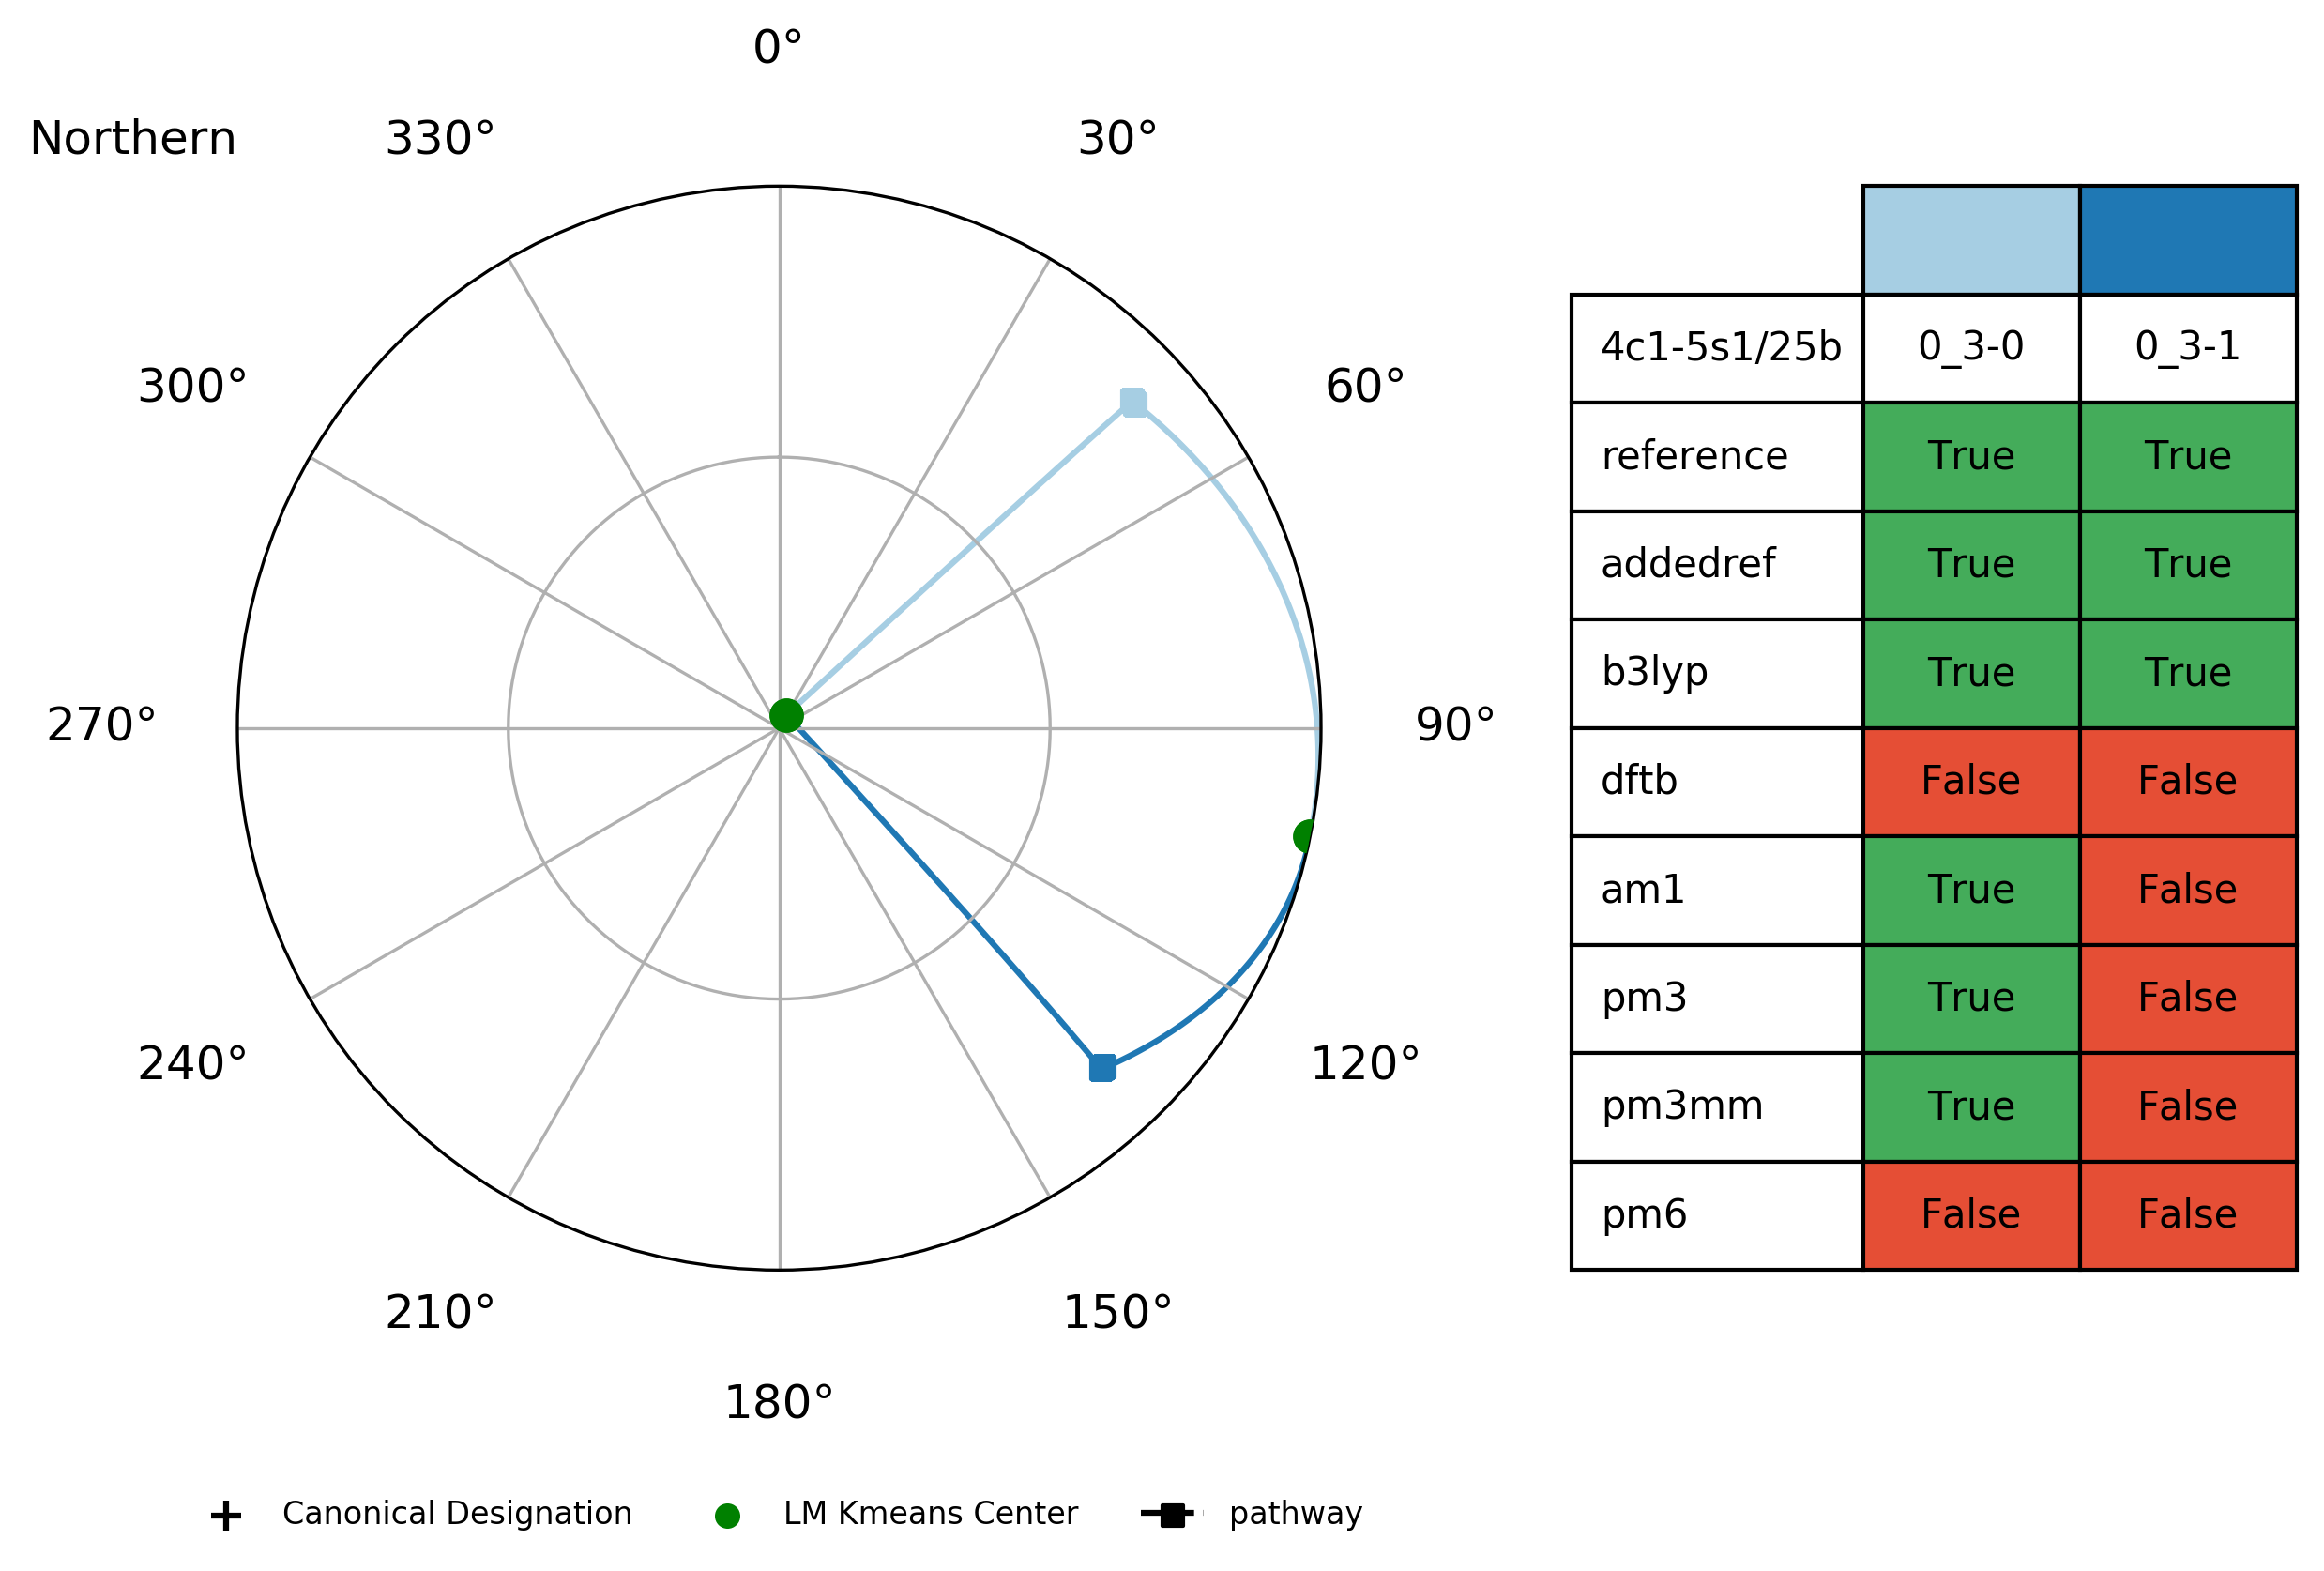 0°
Northern
330°
30°
300°
60°
270°
90°
240°
120°
210°
150°
180°
4c1-5s1/25b 0_3-0 0_3-1
reference True True
addedref True True
b3lyp True True
dftb False False
am1 True False
pm3 True False
pm3mm True False
pm6 False False
Canonical Designation LM Kmeans Center pathway